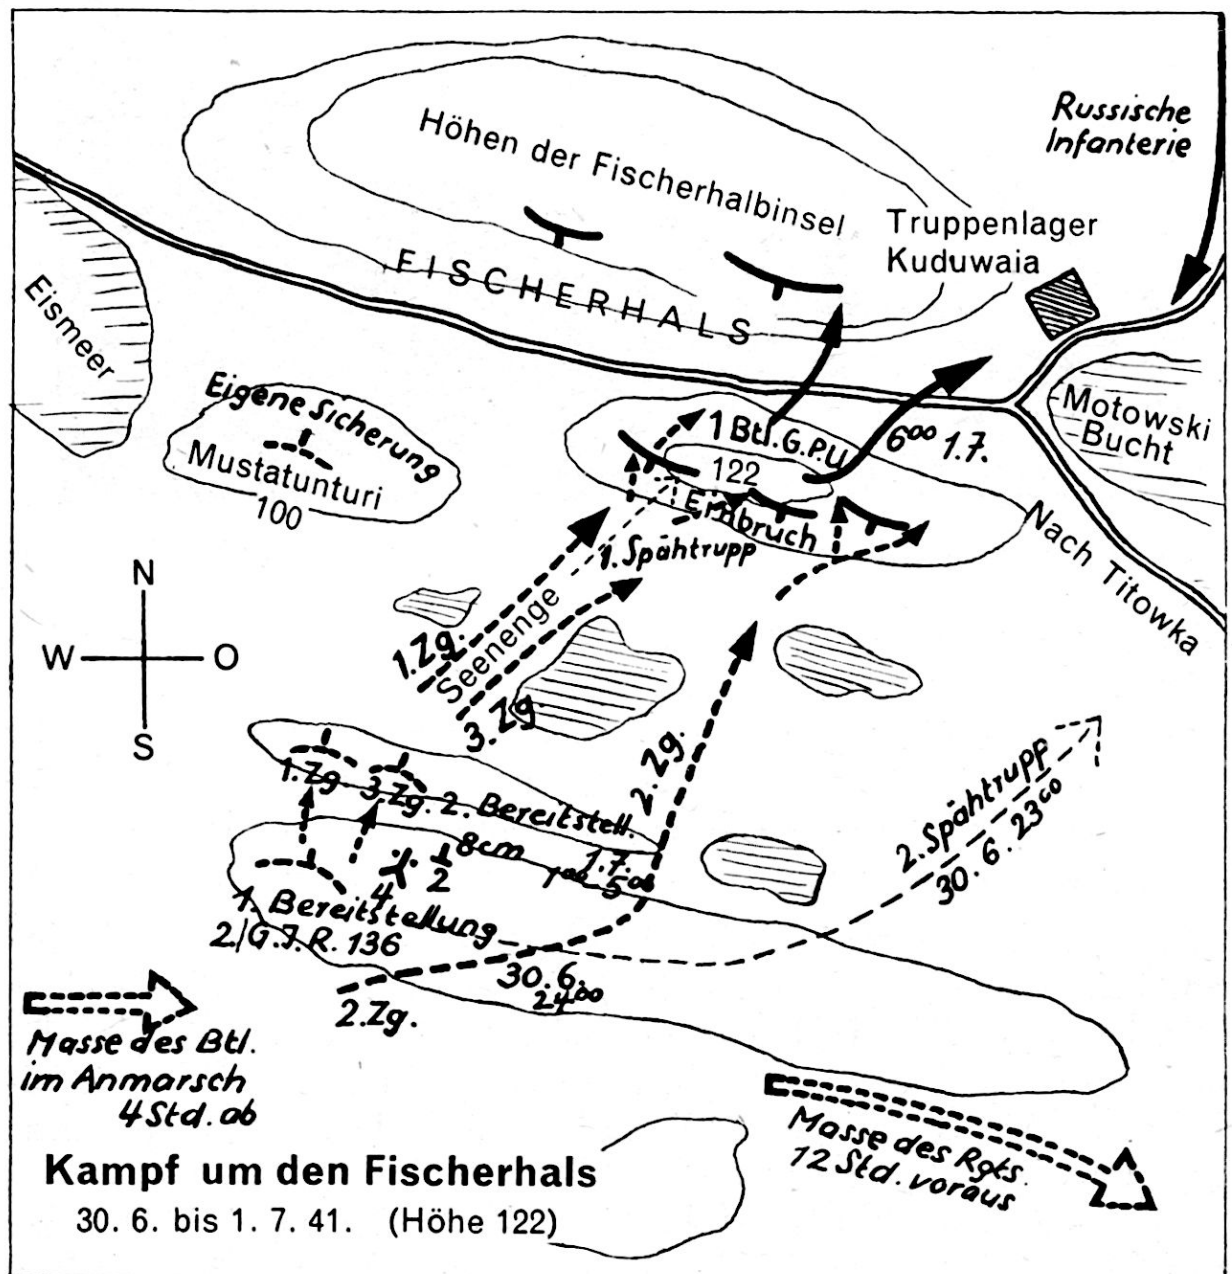 Russische
Infanterie
Höhen der Fischerhalbinsel
Truppenlager
Kuduwaia
FISCHERHALS
Eismeer
Eigene Sicherung
Mustatunturi
100
1 Btl. G.P.U
122
6⁰⁰ 1.7.
Motowski
Bucht
Einbruch
1. Spähtrupp
Nach Titowka
N
W
O
S
1. Zg.
Seenenge
3. Zg
2. Zg.
1. Zg
3. Zg.
2. Bereitstell.
8cm
1.7.
1⁰⁰ 5⁰⁰
4
2
2. Spähtrupp
30. 6. 23⁰⁰
1. Bereitstellung
2./G.J.R. 136
30. 6.
24⁰⁰
2. Zg.
Masse des Btl.
im Anmarsch
4 Std. ab
Masse des Rgts.
12 Std. voraus
Kampf um den Fischerhals
30. 6. bis 1. 7. 41. (Höhe 122)